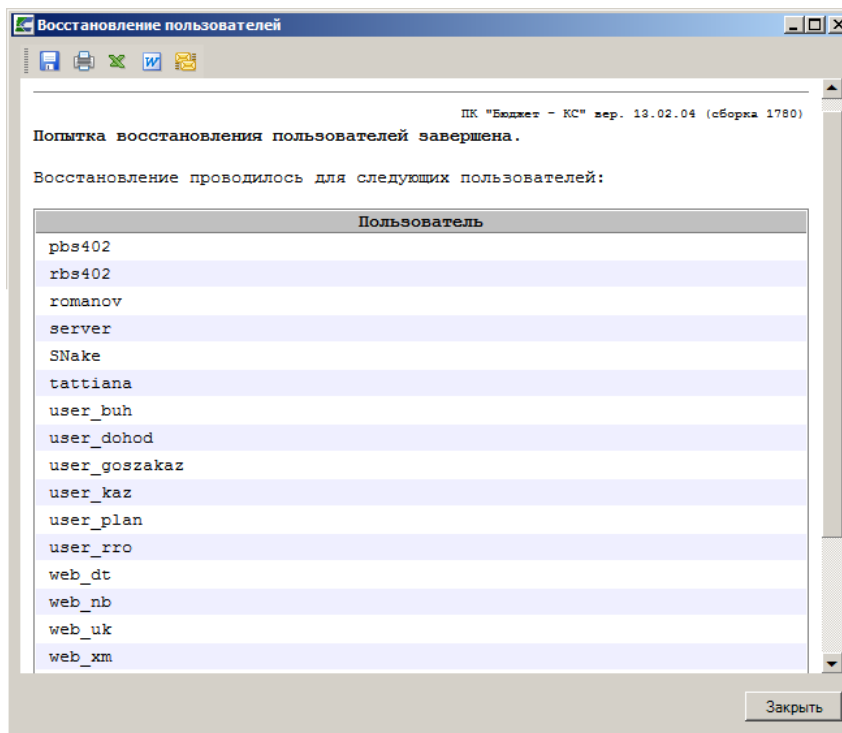 Восстановление пользователей
ПК "Бюджет - КС" вер. 13.02.04 (сборка 1780)
Попытка восстановления пользователей завершена.
Восстановление проводилось для следующих пользователей:
Пользователь
pbs402
rbs402
romanov
server
SNake
tattiana
user_buh
user_dohod
user_goszakaz
user_kaz
user_plan
user_rro
web_dt
web_nb
web_uk
web_xm
Закрыть